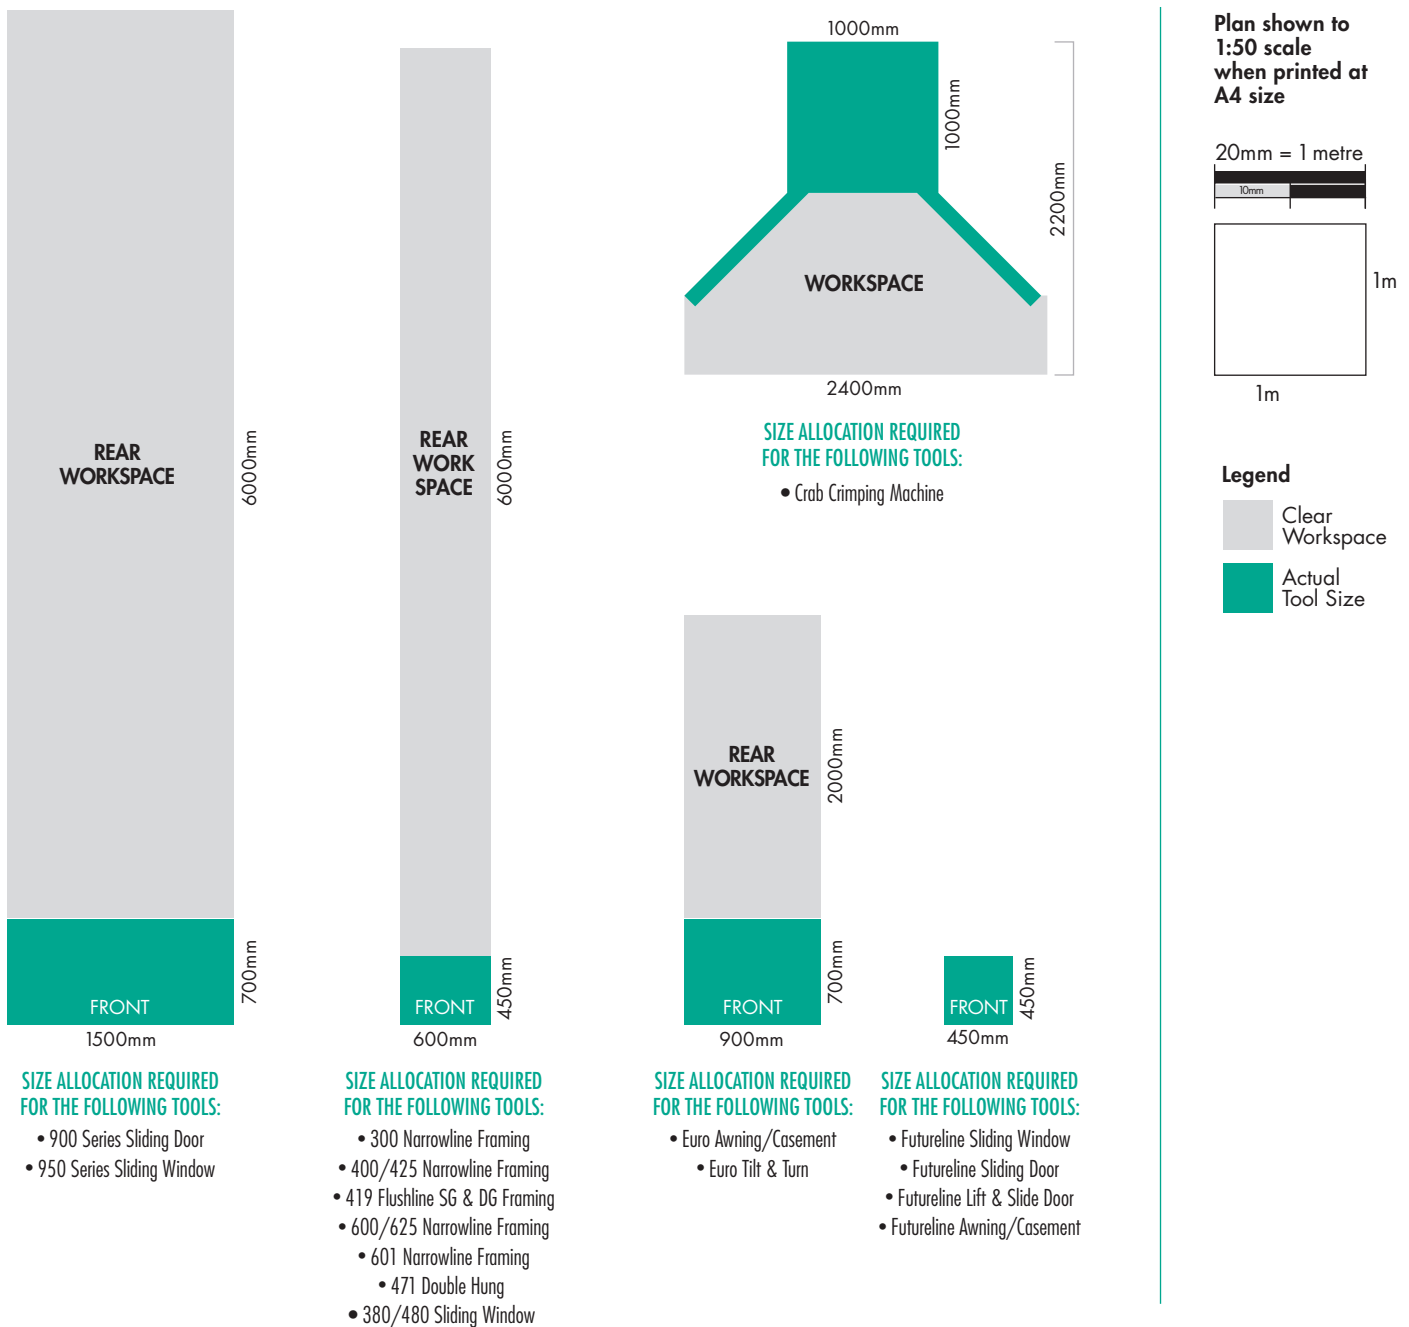 REAR
WORKSPACE
6000mm
FRONT
700mm
1500mm
SIZE ALLOCATION REQUIRED
FOR THE FOLLOWING TOOLS:
• 900 Series Sliding Door
• 950 Series Sliding Window
REAR
WORK
SPACE
6000mm
FRONT
450mm
600mm
SIZE ALLOCATION REQUIRED
FOR THE FOLLOWING TOOLS:
• 300 Narrowline Framing
• 400/425 Narrowline Framing
• 419 Flushline SG & DG Framing
• 600/625 Narrowline Framing
• 601 Narrowline Framing
• 471 Double Hung
• 380/480 Sliding Window
1000mm
1000mm
2200mm
WORKSPACE
2400mm
SIZE ALLOCATION REQUIRED
FOR THE FOLLOWING TOOLS:
• Crab Crimping Machine
REAR
WORKSPACE
2000mm
FRONT
700mm
900mm
SIZE ALLOCATION REQUIRED
FOR THE FOLLOWING TOOLS:
• Euro Awning/Casement
• Euro Tilt & Turn
FRONT
450mm
450mm
SIZE ALLOCATION REQUIRED
FOR THE FOLLOWING TOOLS:
• Futureline Sliding Window
• Futureline Sliding Door
• Futureline Lift & Slide Door
• Futureline Awning/Casement
Plan shown to
1:50 scale
when printed at
A4 size
20mm = 1 metre
10mm
1m
1m
Legend
Clear
Workspace
Actual
Tool Size